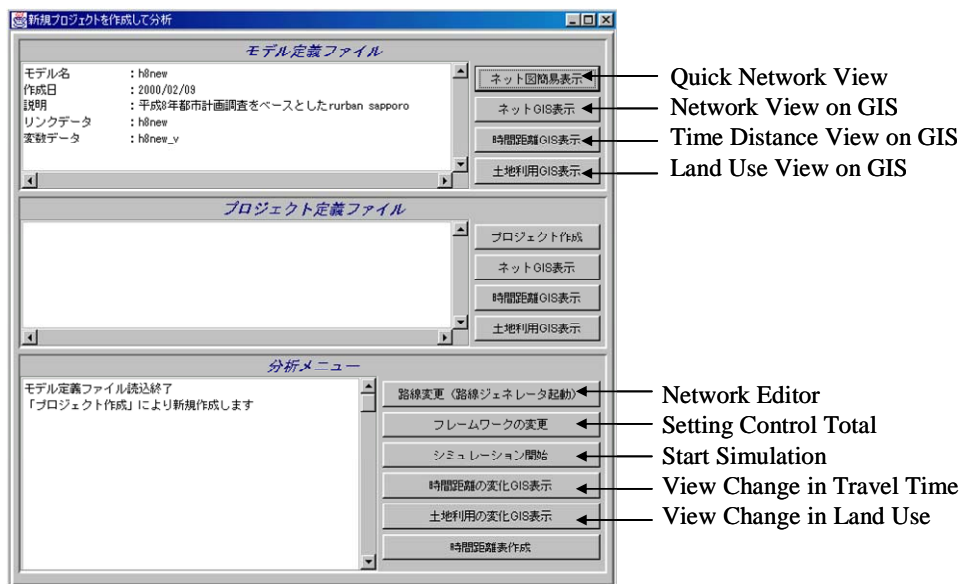 新規プロジェクトを作成して分析
モデル定義ファイル
モデル名 : h8new
作成日 : 2000/02/09
説明 : 平成8年都市計画調査をベースとしたrurban sapporo
リンクデータ : h8new
変数データ : h8new_v
ネット図簡易表示
ネットGIS表示
時間距離GIS表示
土地利用GIS表示
Quick Network View
Network View on GIS
Time Distance View on GIS
Land Use View on GIS
プロジェクト定義ファイル
プロジェクト作成
ネットGIS表示
時間距離GIS表示
土地利用GIS表示
分析メニュー
モデル定義ファイル読込終了
「プロジェクト作成」により新規作成します
路線変更（路線ジェネレータ起動）
フレームワークの変更
シミュレーション開始
時間距離の変化GIS表示
土地利用の変化GIS表示
時間距離表作成
Network Editor
Setting Control Total
Start Simulation
View Change in Travel Time
View Change in Land Use